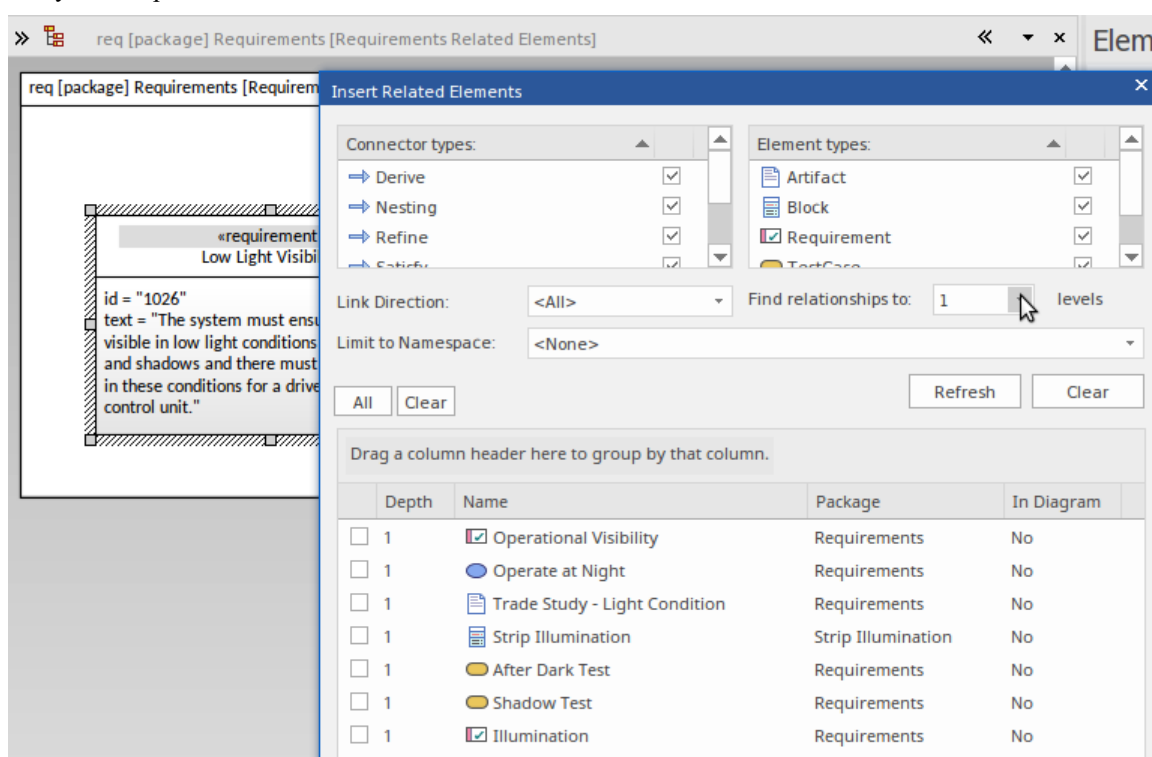 » req [package] Requirements [Requirements Related Elements] « Elem
req [package] Requirements [Requirem
Insert Related Elements
Connector types:
Derive
Nesting
Refine
Satisfy
Element types:
Artifact
Block
Requirement
TestCase
«requirement
Low Light Visibi
id = "1026"
text = "The system must ensu
visible in low light conditions
and shadows and there must
in these conditions for a drive
control unit."
Link Direction: <All> Find relationships to: 1 levels
Limit to Namespace: <None>
All Clear Refresh Clear
Drag a column header here to group by that column.
Depth Name Package In Diagram
1 Operational Visibility Requirements No
1 Operate at Night Requirements No
1 Trade Study - Light Condition Requirements No
1 Strip Illumination Strip Illumination No
1 After Dark Test Requirements No
1 Shadow Test Requirements No
1 Illumination Requirements No